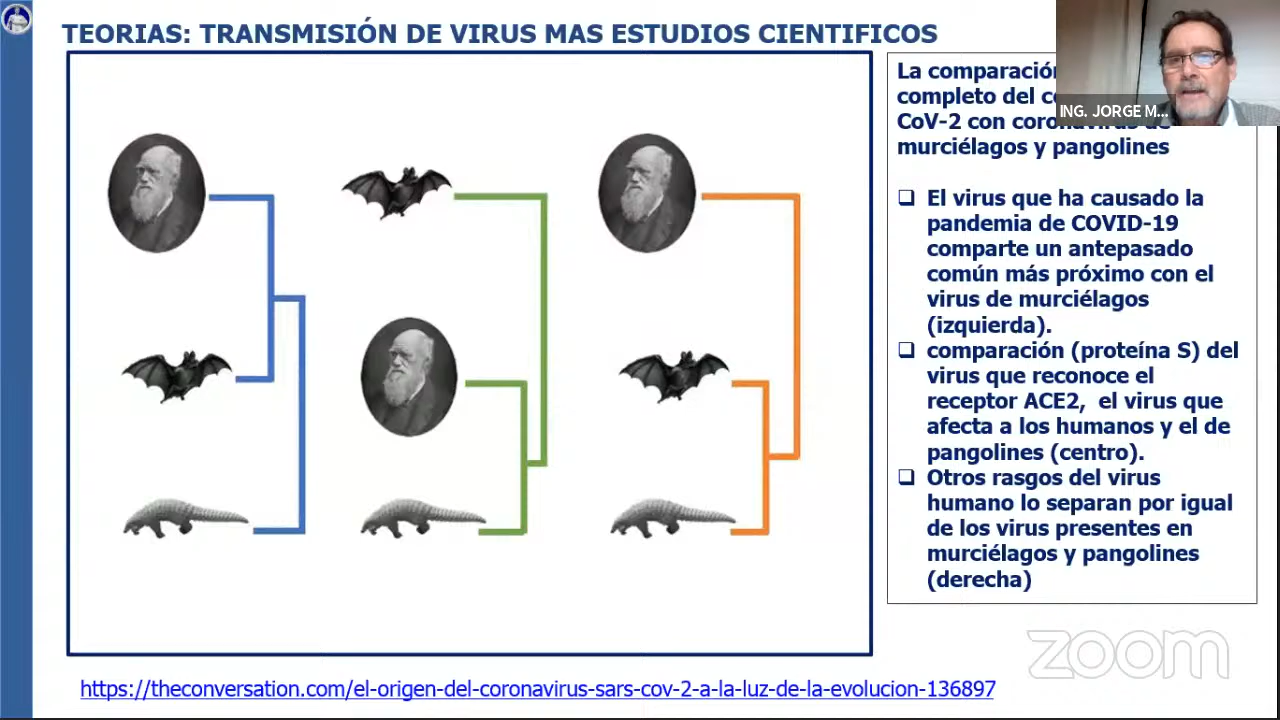 TEORIAS: TRANSMISIÓN DE VIRUS MAS ESTUDIOS CIENTIFICOS
La comparación
completo del
CoV-2 con coronavirus de
murciélagos y pangolines
ING. JORGE M...
❑ El virus que ha causado la
pandemia de COVID-19
comparte un antepasado
común más próximo con el
virus de murciélagos
(izquierda).
❑ comparación (proteína S) del
virus que reconoce el
receptor ACE2, el virus que
afecta a los humanos y el de
pangolines (centro).
❑ Otros rasgos del virus
humano lo separan por igual
de los virus presentes en
murciélagos y pangolines
(derecha)
zoom
https://theconversation.com/el-origen-del-coronavirus-sars-cov-2-a-la-luz-de-la-evolucion-136897